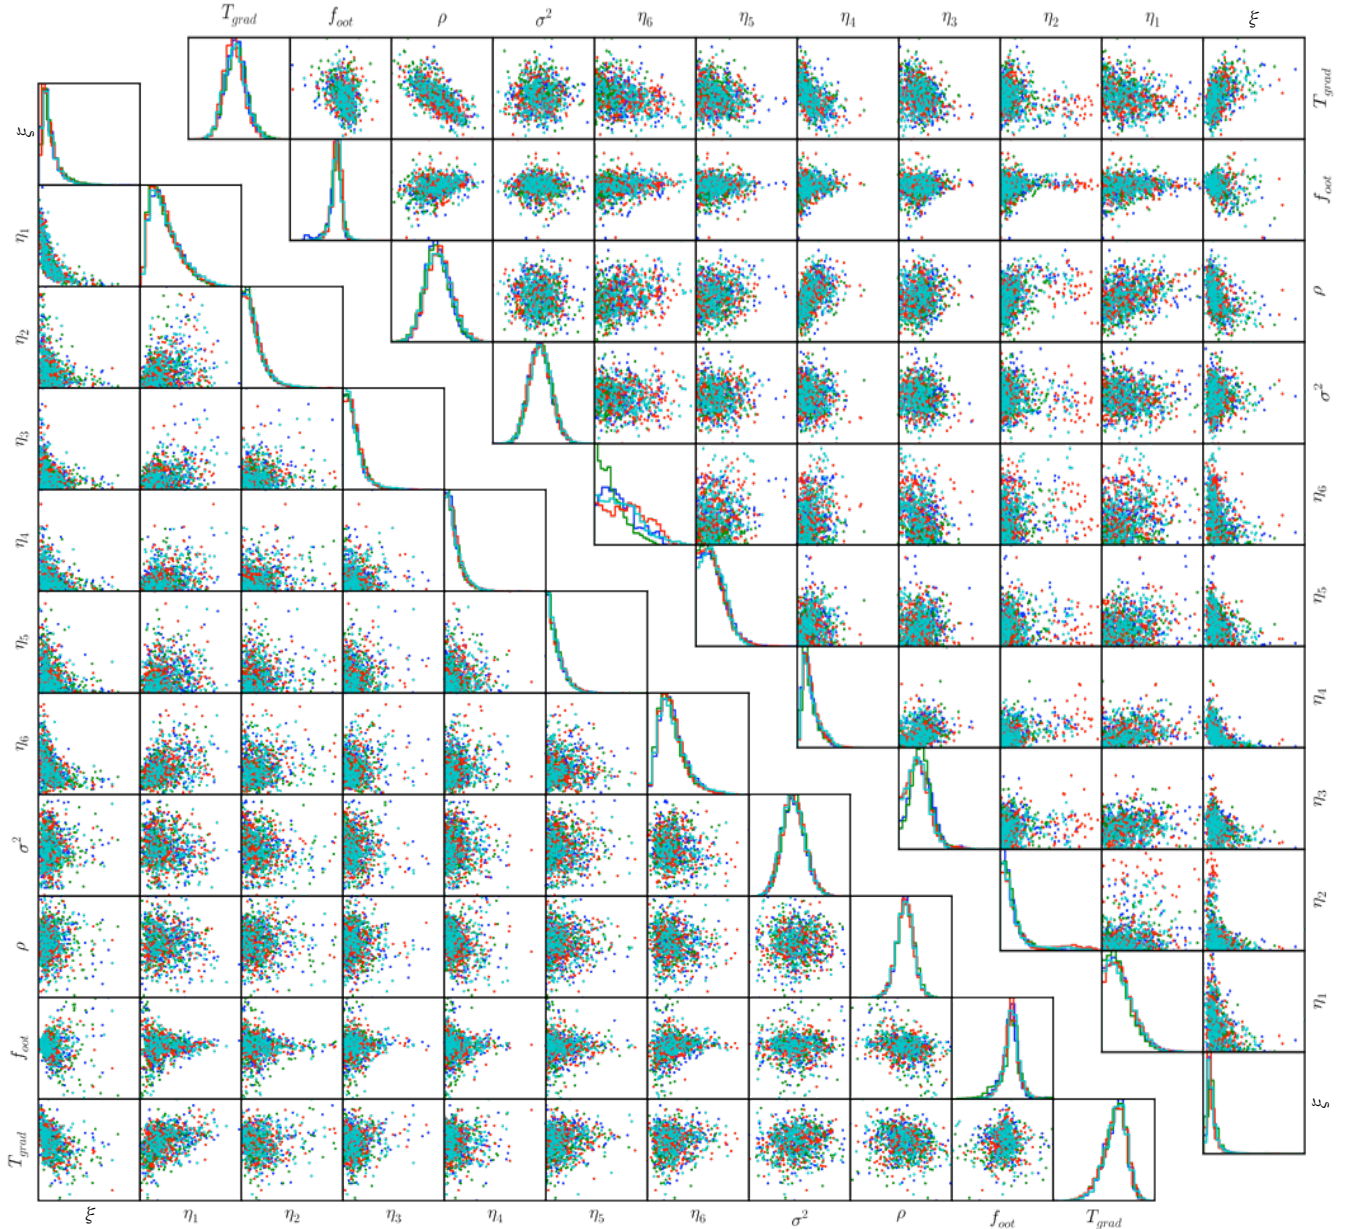 T_grad f_oot ρ σ² η₆ η₅ η₄ η₃ η₂ η₁ ξ
T_grad
f_oot
ρ
σ²
η₆
η₅
η₄
η₃
η₂
η₁
ξ
ξ
η₁
η₂
η₃
η₄
η₅
η₆
σ²
ρ
f_oot
T_grad
ξ η₁ η₂ η₃ η₄ η₅ η₆ σ² ρ f_oot T_grad